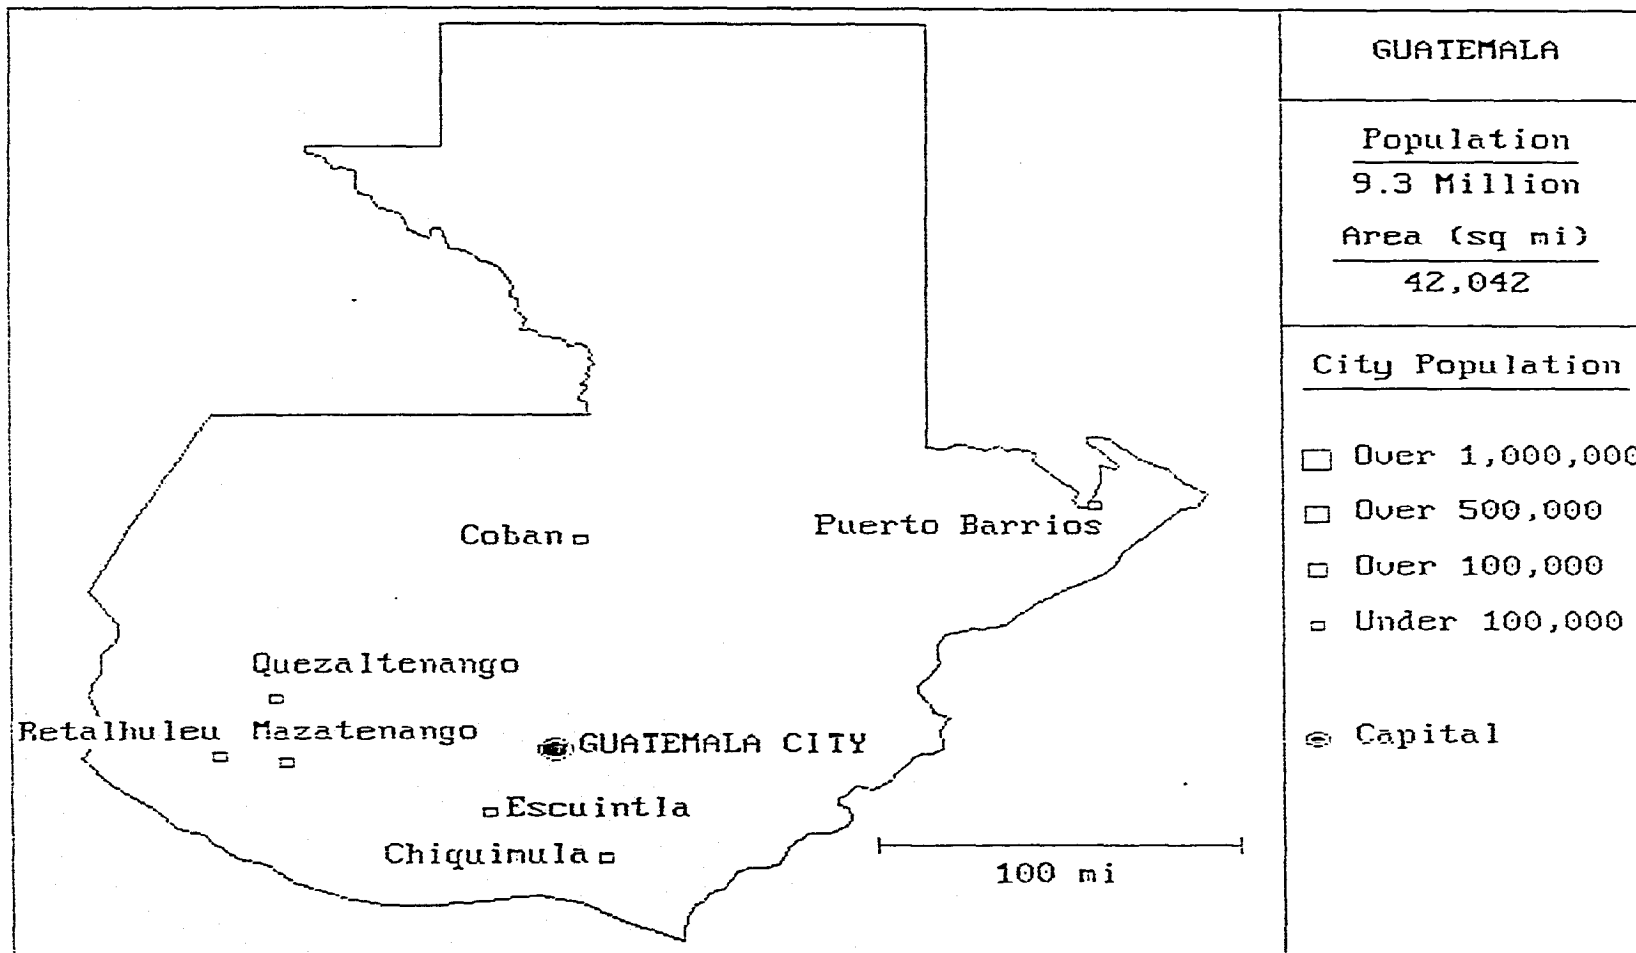 GUATEMALA
Population
9.3 Million
Area (sq mi)
42,042
City Population
Over 1,000,000
Over 500,000
Over 100,000
Under 100,000
Capital
Coban
Puerto Barrios
Quezaltenango
Retalhuleu
Mazatenango
GUATEMALA CITY
Escuintla
Chiquimula
100 mi